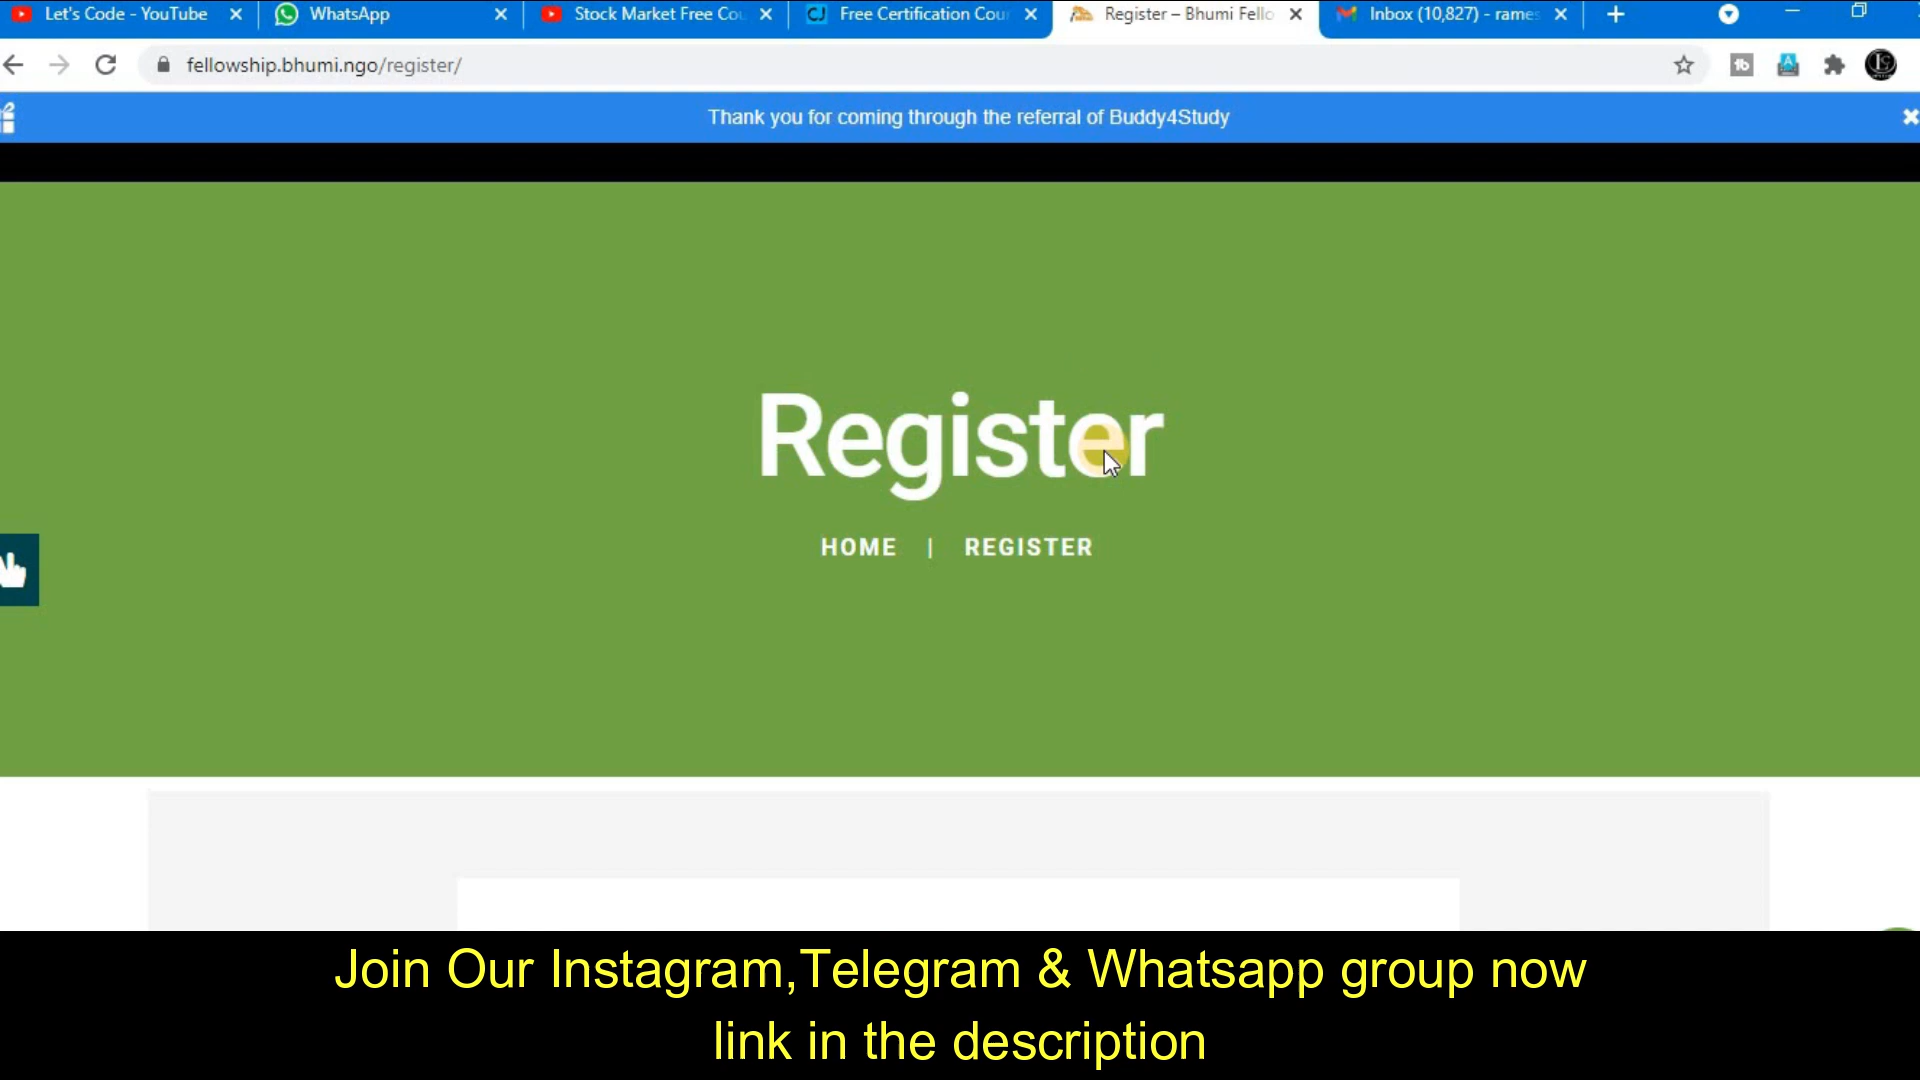 Let's Code - YouTube
WhatsApp
Stock Market Free Cou
Free Certification Cour
Register – Bhumi Fello
Inbox (10,827) - rames
fellowship.bhumi.ngo/register/
Thank you for coming through the referral of Buddy4Study
Register
HOME | REGISTER
Join Our Instagram,Telegram & Whatsapp group now
link in the description